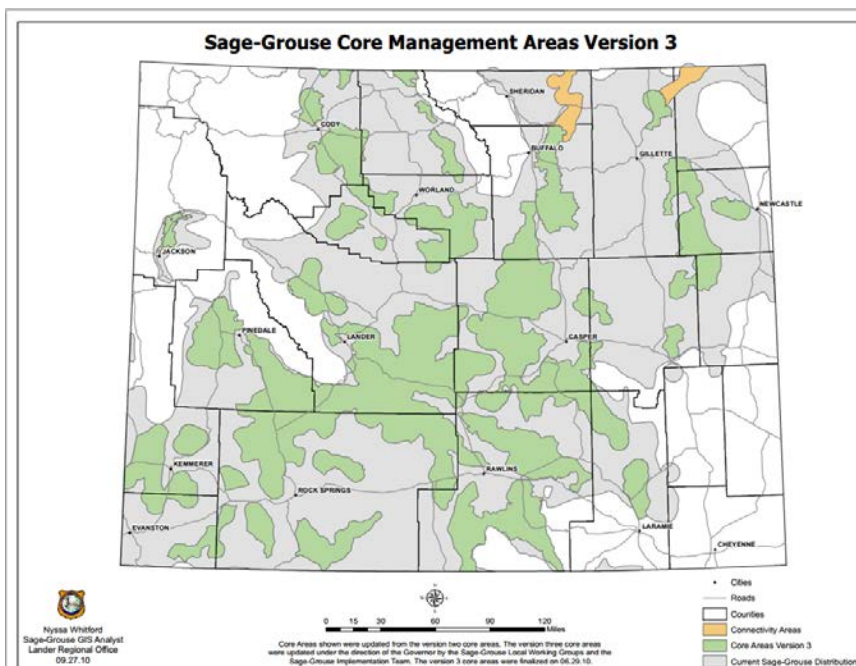 Sage-Grouse Core Management Areas Version 3
SHERIDAN
CODY
BUFFALO
GILLETTE
WORLAND
NEWCASTLE
JACKSON
PINEDALE
LANDER
CASPER
KEMMERER
RAWLINS
ROCK SPRINGS
EVANSTON
LARAMIE
CHEYENNE
Nyssa Whitford
Sage-Grouse GIS Analyst
Lander Regional Office
09.27.10
0 15 30 60 90 120
Miles
Core Areas shown were updated from the version two core areas. The version three core areas
were updated under the direction of the Governor by the Sage-Grouse Local Working Groups and the
Sage-Grouse Implementation Team. The version 3 core areas were finalized on 06.29.10.
Cities
Roads
Counties
Connectivity Areas
Core Areas Version 3
Current Sage-Grouse Distribution